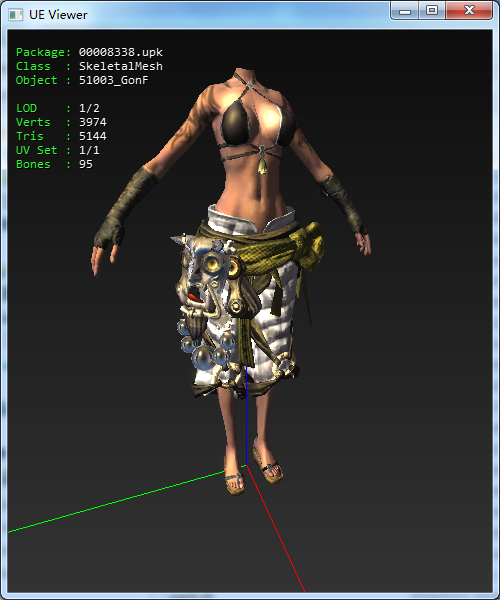 UE Viewer
Package: 00008338.upk
Class : SkeletalMesh
Object : 51003_GonF
LOD : 1/2
Verts : 3974
Tris : 5144
UV Set : 1/1
Bones : 95